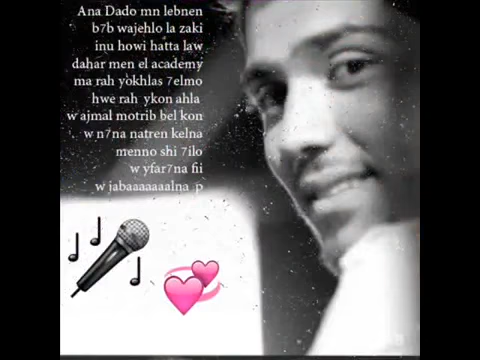 Ana Dado mn lebnen
b7b wajehlo la zaki
inu howi hatta law
dahar men el academy
ma rah yokhlas 7elmo
hwe rah ykon ahla
w ajmal motrib bel kon
w n7na natren kelna
menno shi 7ilo
w yfar7na fii
w jabaaaaaalna :p